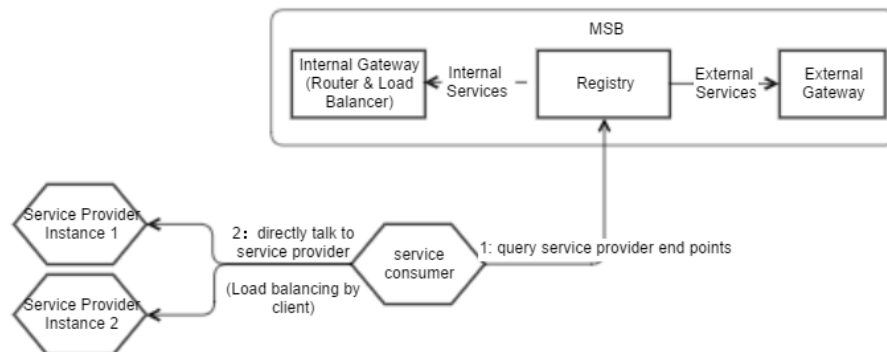 MSB
Internal Gateway
(Router & Load
Balancer)
Internal
Services
Registry
External
Services
External
Gateway
Service Provider
Instance 1
2：directly talk to
service provider
(Load balancing by
client)
service
consumer
1: query service provider end points
Service Provider
Instance 2